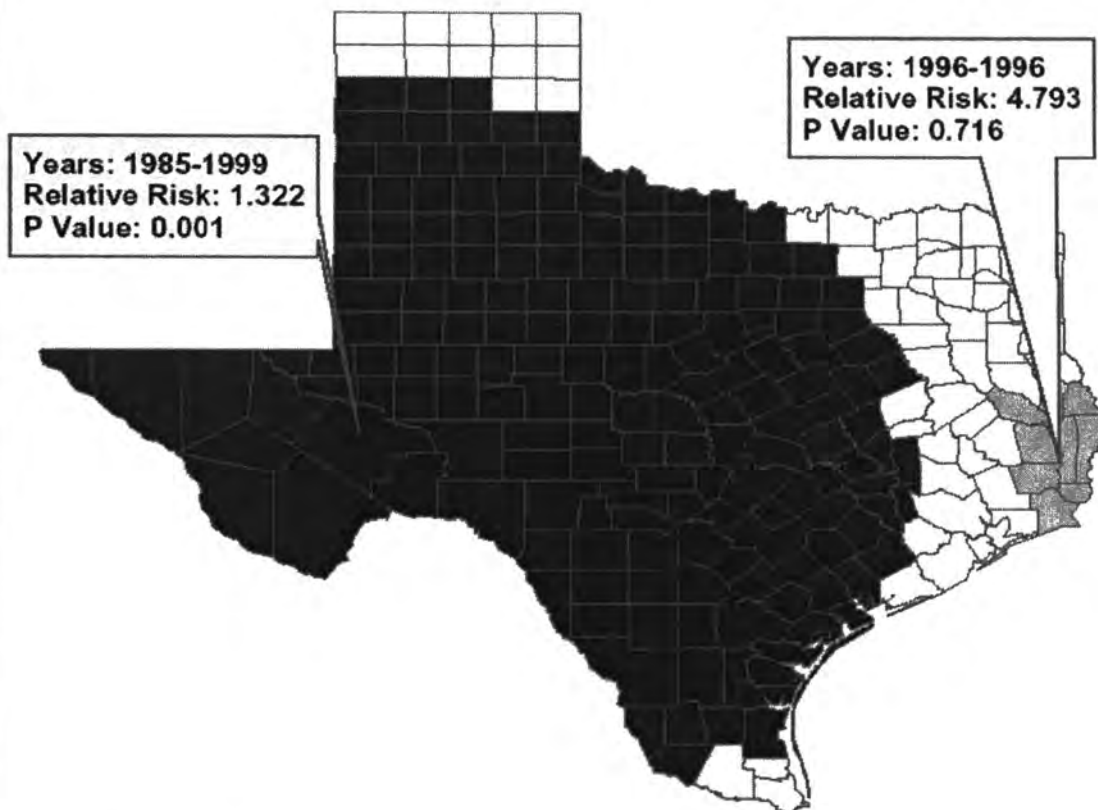 Years: 1985-1999
Relative Risk: 1.322
P Value: 0.001
Years: 1996-1996
Relative Risk: 4.793
P Value: 0.716